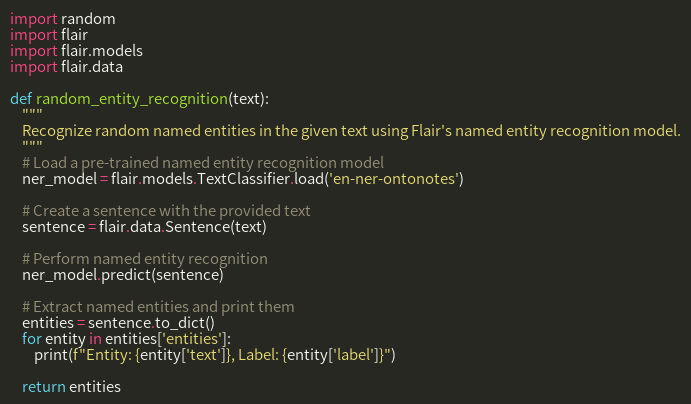 import random
import flair
import flair.models
import flair.data

def random_entity_recognition(text):
    """
    Recognize random named entities in the given text using Flair's named entity recognition model.
    """
    # Load a pre-trained named entity recognition model
    ner_model = flair.models.TextClassifier.load('en-ner-ontonotes')

    # Create a sentence with the provided text
    sentence = flair.data.Sentence(text)

    # Perform named entity recognition
    ner_model.predict(sentence)

    # Extract named entities and print them
    entities = sentence.to_dict()
    for entity in entities['entities']:
        print(f"Entity: {entity['text']}, Label: {entity['label']}")

    return entities